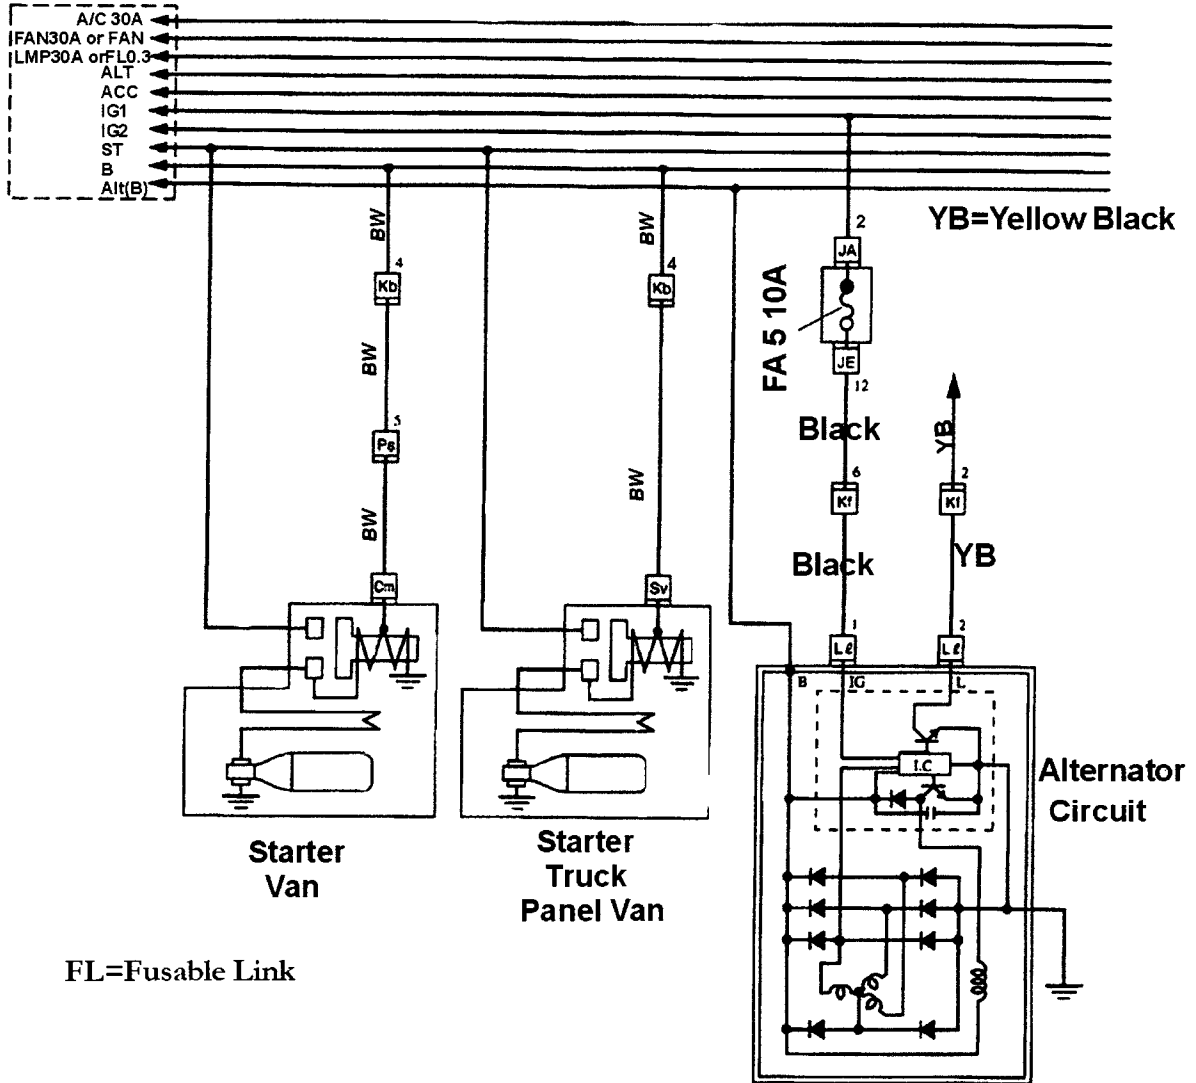 A/C 30A
FAN30A or FAN
LMP30A orFL0.3
ALT
ACC
IG1
IG2
ST
B
Alt(B)
YB=Yellow Black
BW
BW
2
JA
4
Kb
4
Kb
FA 5 10A
JE
12
BW
Black
YB
5
Ps
BW
6
Kf
2
Kf
BW
Black
YB
Cm
Sv
1
Lℓ
2
Lℓ
B
IG
L
I.C
Alternator
Circuit
Starter
Van
Starter
Truck
Panel Van
FL=Fusable Link